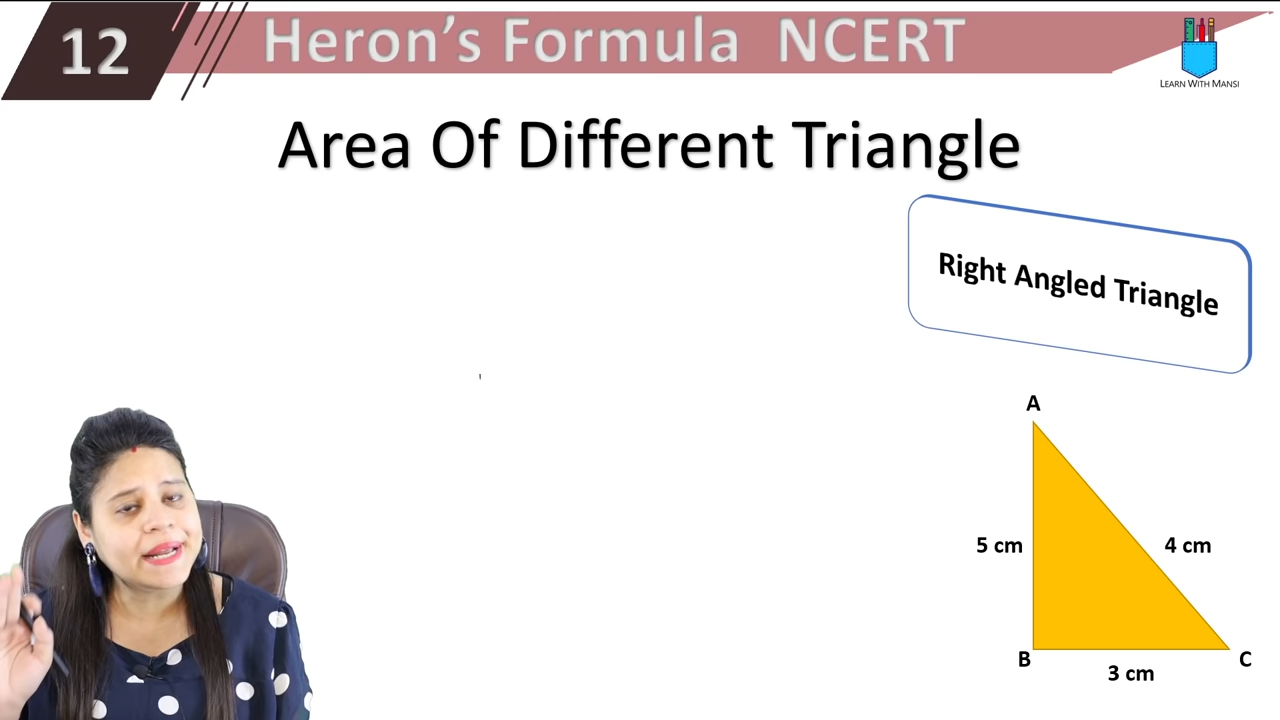 12
Heron's Formula NCERT
LEARN WITH MANSI
Area Of Different Triangle
Right Angled Triangle
A
5 cm
4 cm
B
C
3 cm